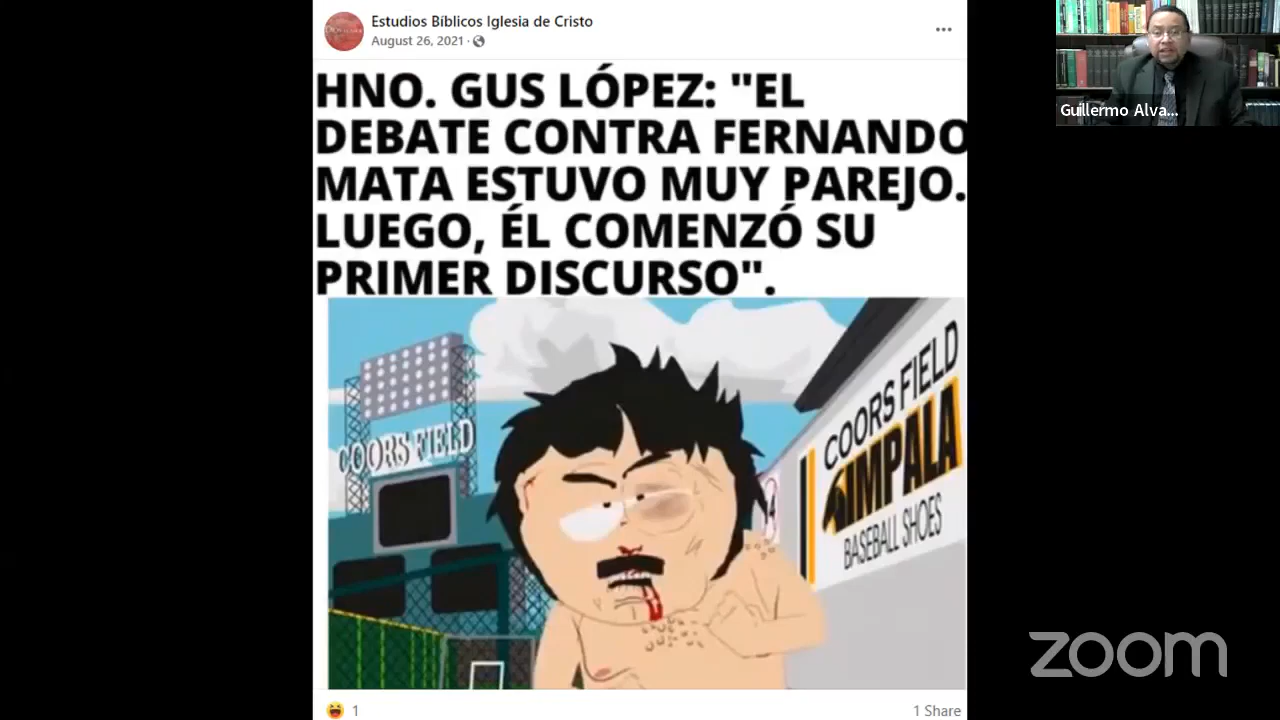 Estudios Bíblicos Iglesia de Cristo
August 26, 2021 ·
HNO. GUS LÓPEZ: "EL
DEBATE CONTRA FERNANDO
MATA ESTUVO MUY PAREJO.
LUEGO, ÉL COMENZÓ SU
PRIMER DISCURSO".
COORS FIELD
COORS FIELD
IMPALA
BASEBALL SHOES
1
1 Share
Guillermo Alva...
zoom